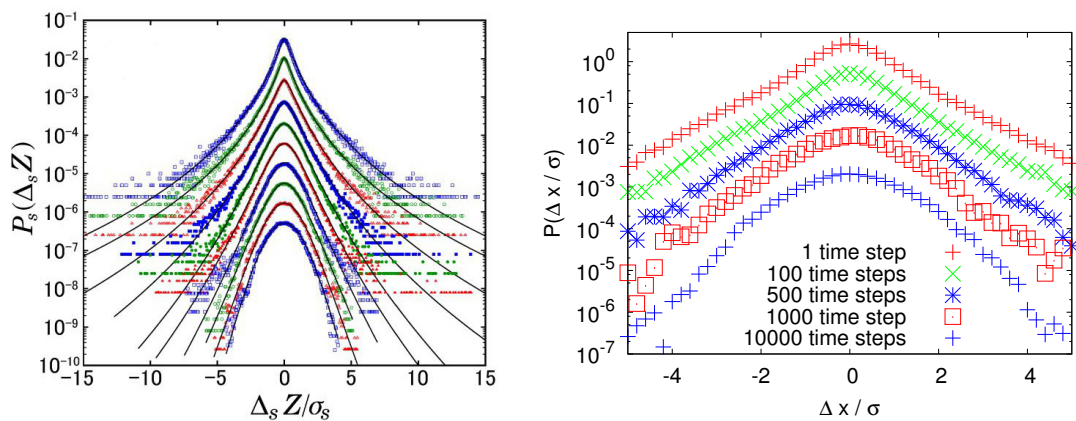 P_s(Δ_s Z)
10^-1
10^-2
10^-3
10^-4
10^-5
10^-6
10^-7
10^-8
10^-9
10^-10
−15 −10 −5 0 5 10 15
Δ_s Z/σ_s
P(Δ x / σ)
10^0
10^-1
10^-2
10^-3
10^-4
10^-5
10^-6
10^-7
1 time step
100 time steps
500 time steps
1000 time step
10000 time steps
-4 -2 0 2 4
Δ x / σ